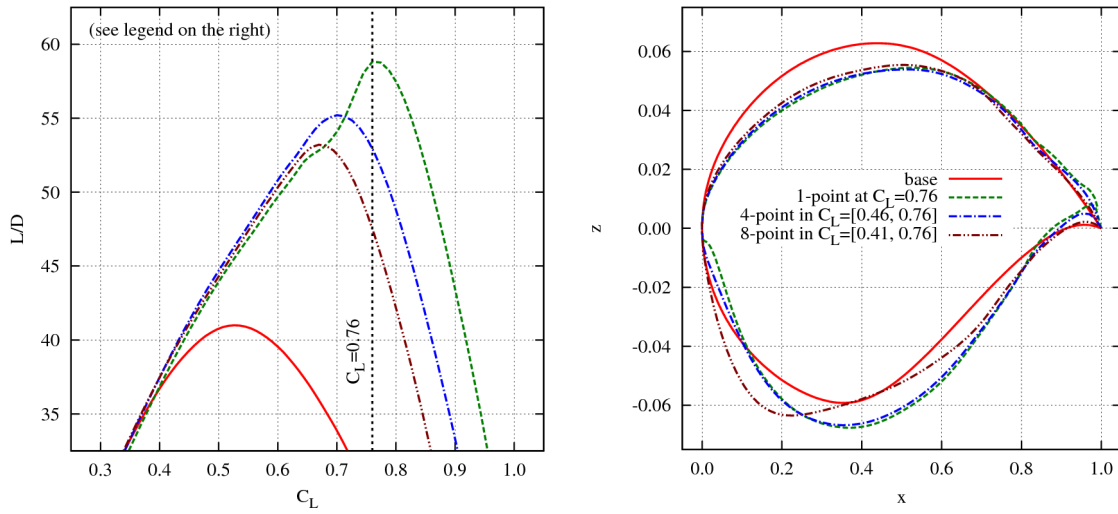 (see legend on the right)
60
55
50
45
40
35
L/D
C_L=0.76
0.3 0.4 0.5 0.6 0.7 0.8 0.9 1.0
C_L
0.06
0.04
0.02
0.00
-0.02
-0.04
-0.06
z
base
1-point at C_L=0.76
4-point in C_L=[0.46, 0.76]
8-point in C_L=[0.41, 0.76]
0.0 0.2 0.4 0.6 0.8 1.0
x